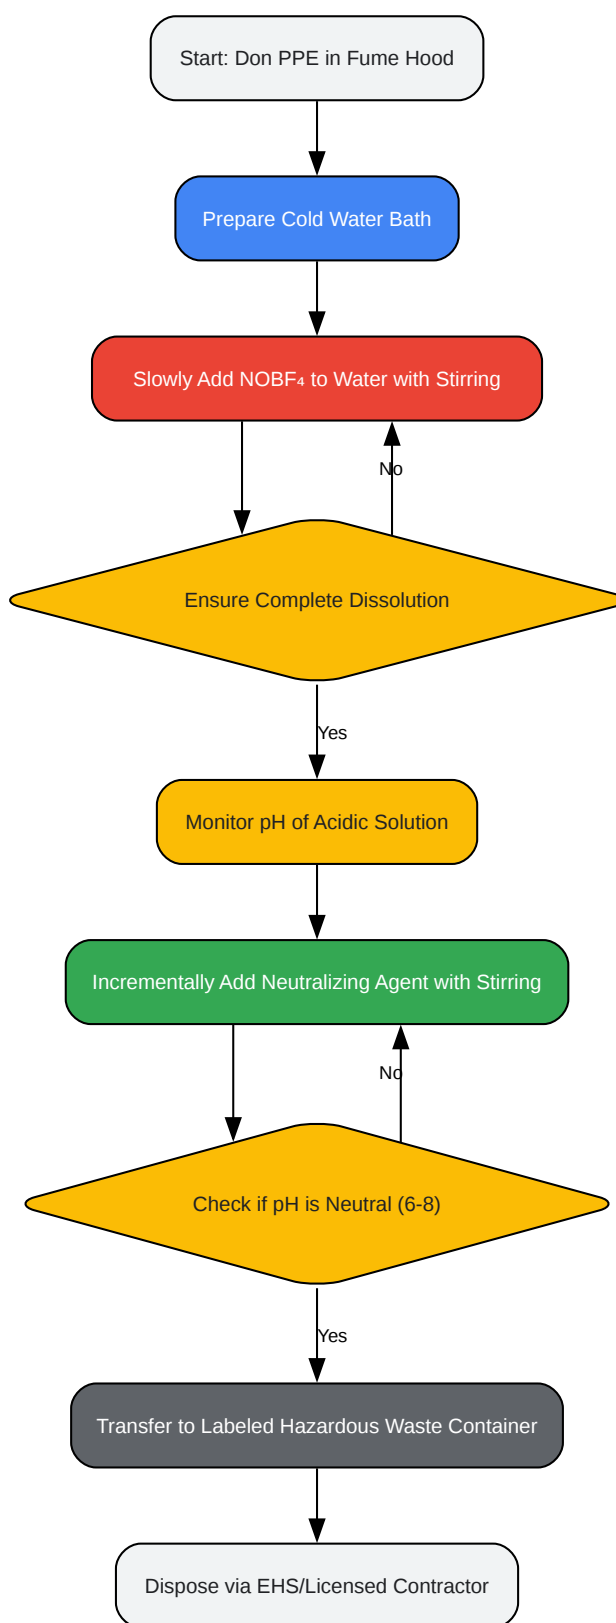 Start: Don PPE in Fume Hood
Prepare Cold Water Bath
Slowly Add NOBF₄ to Water with Stirring
No
Ensure Complete Dissolution
Yes
Monitor pH of Acidic Solution
Incrementally Add Neutralizing Agent with Stirring
No
Check if pH is Neutral (6-8)
Yes
Transfer to Labeled Hazardous Waste Container
Dispose via EHS/Licensed Contractor